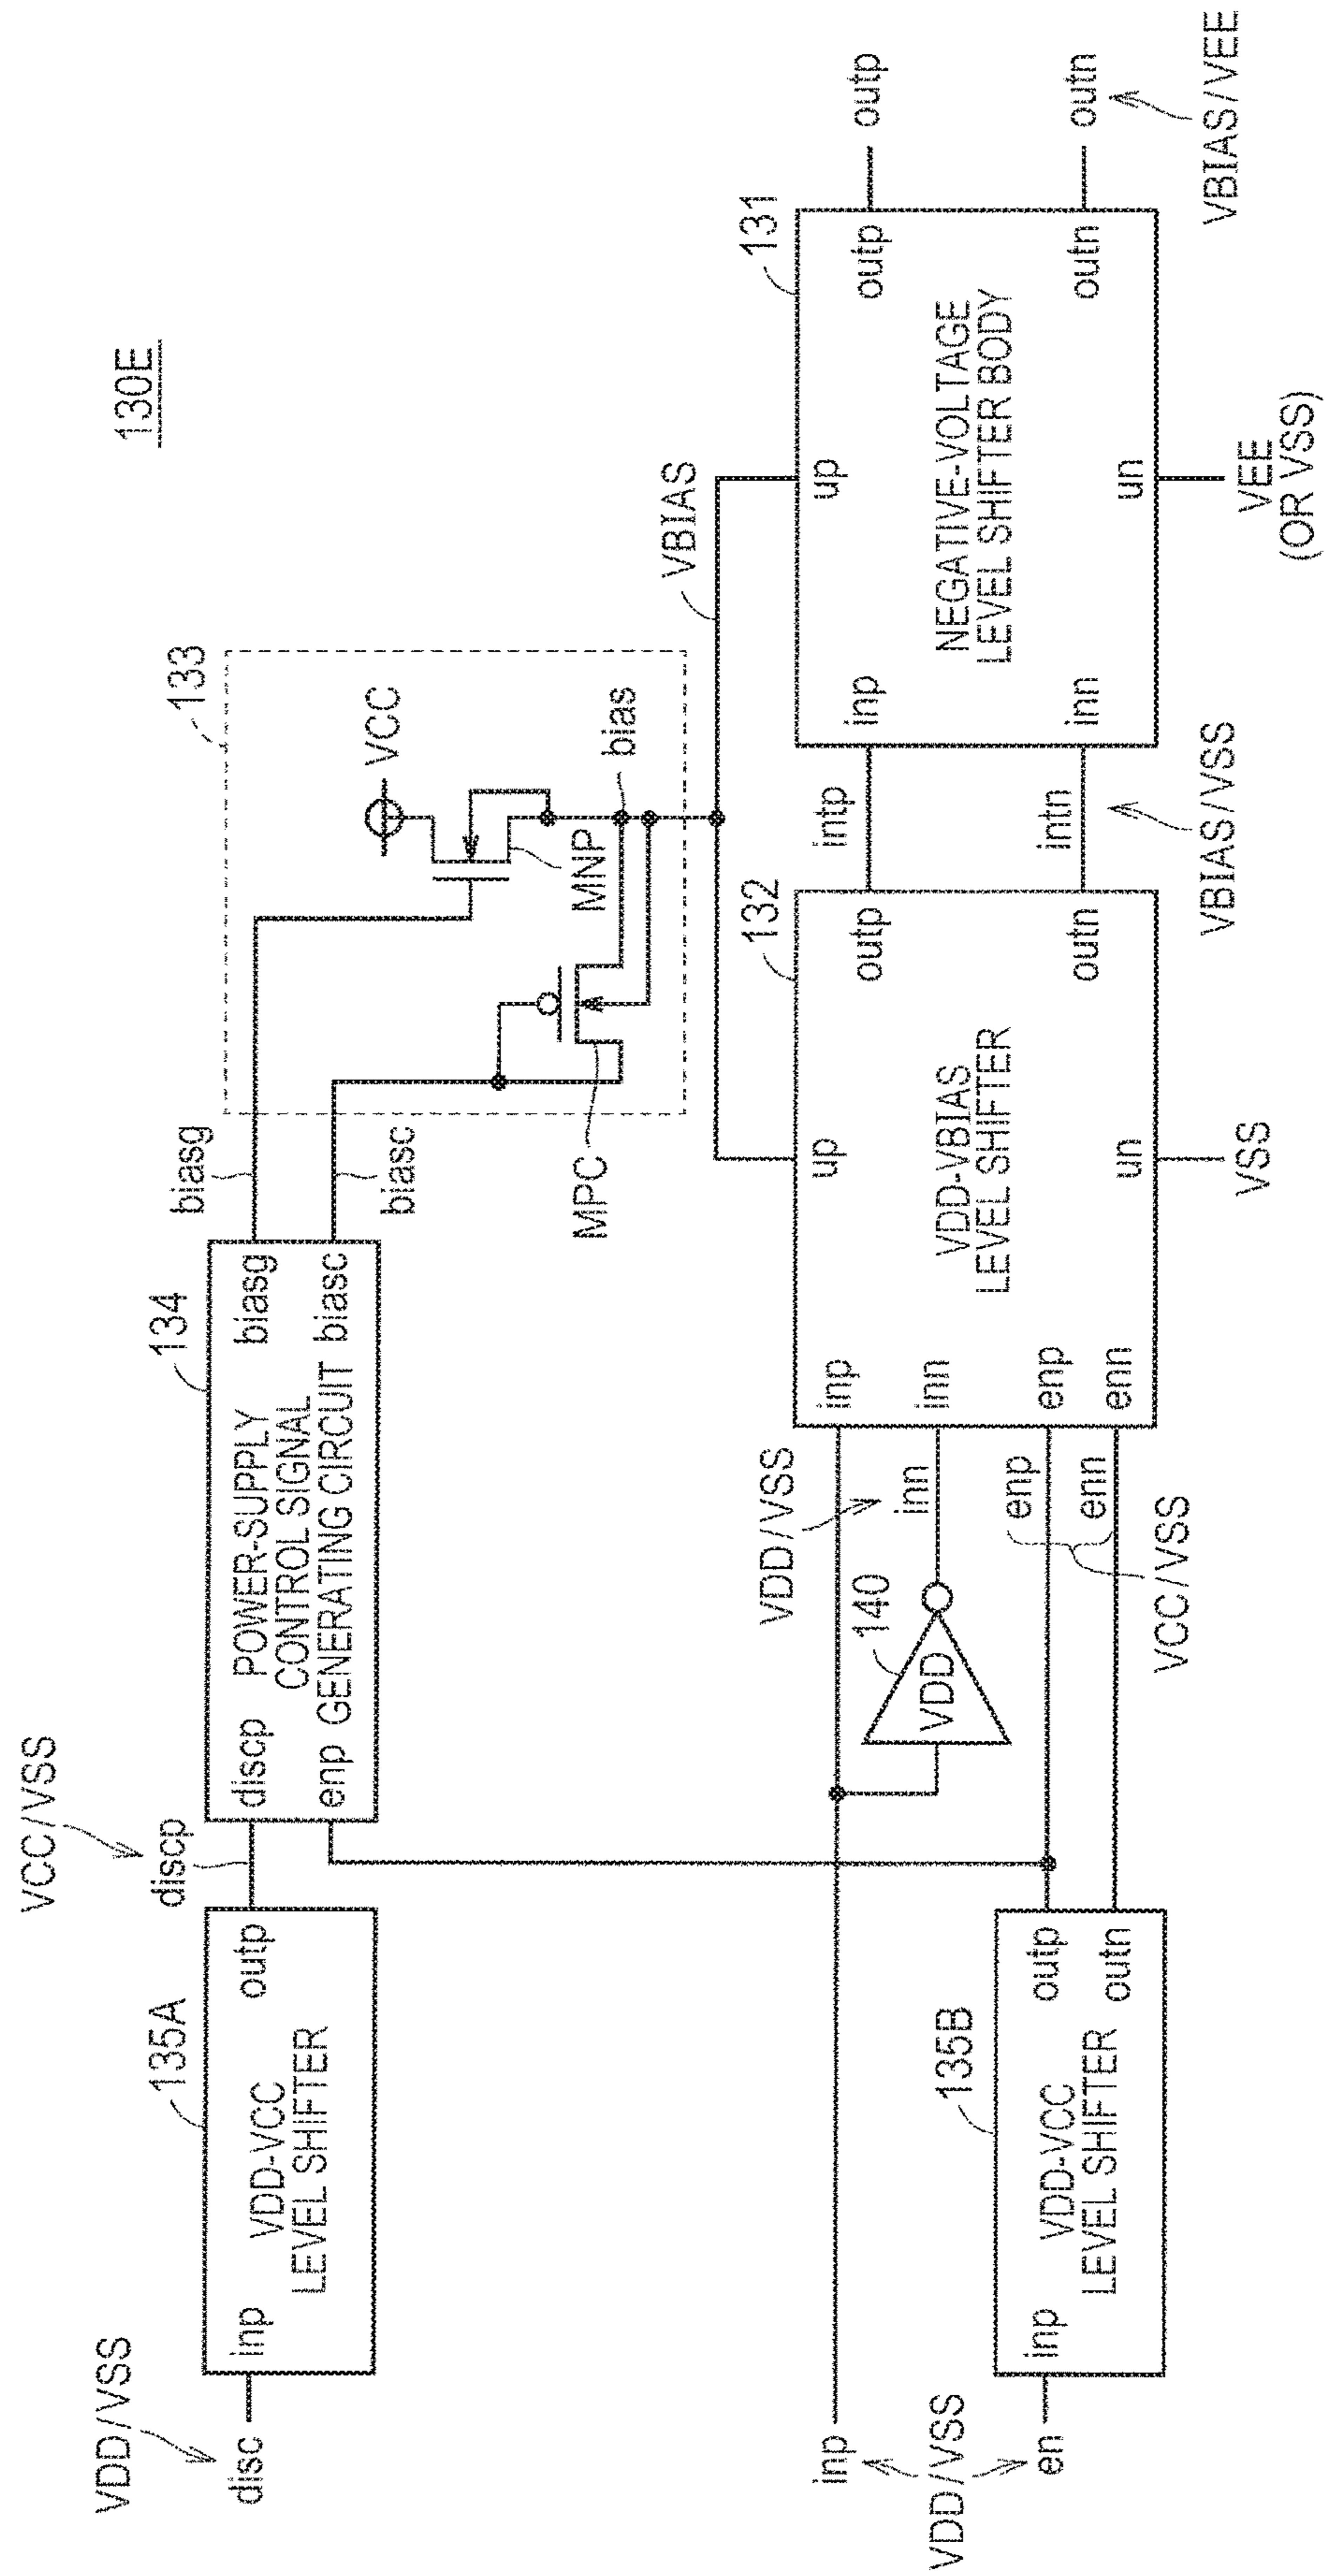 130E
VDD/VSS
disc
inp
VDD-VCC
LEVEL SHIFTER
outp
135A
VCC/VSS
discp
discp
enp
POWER-SUPPLY
CONTROL SIGNAL
GENERATING CIRCUIT
biasg
biasc
134
biasg
biasc
133
VCC
MNP
MPC
bias
VBIAS
inp
VDD/VSS
en
inp
VDD-VCC
LEVEL SHIFTER
outp
outn
135B
VDD
140
VDD/VSS
inn
enp
enn
VCC/VSS
inp
inn
enp
enn
up
VDD-VBIAS
LEVEL SHIFTER
un
outp
outn
132
VSS
intp
intn
VBIAS/VSS
inp
inn
up
NEGATIVE-VOLTAGE
LEVEL SHIFTER BODY
un
outp
outn
131
VEE
(OR VSS)
outp
outn
VBIAS/VEE